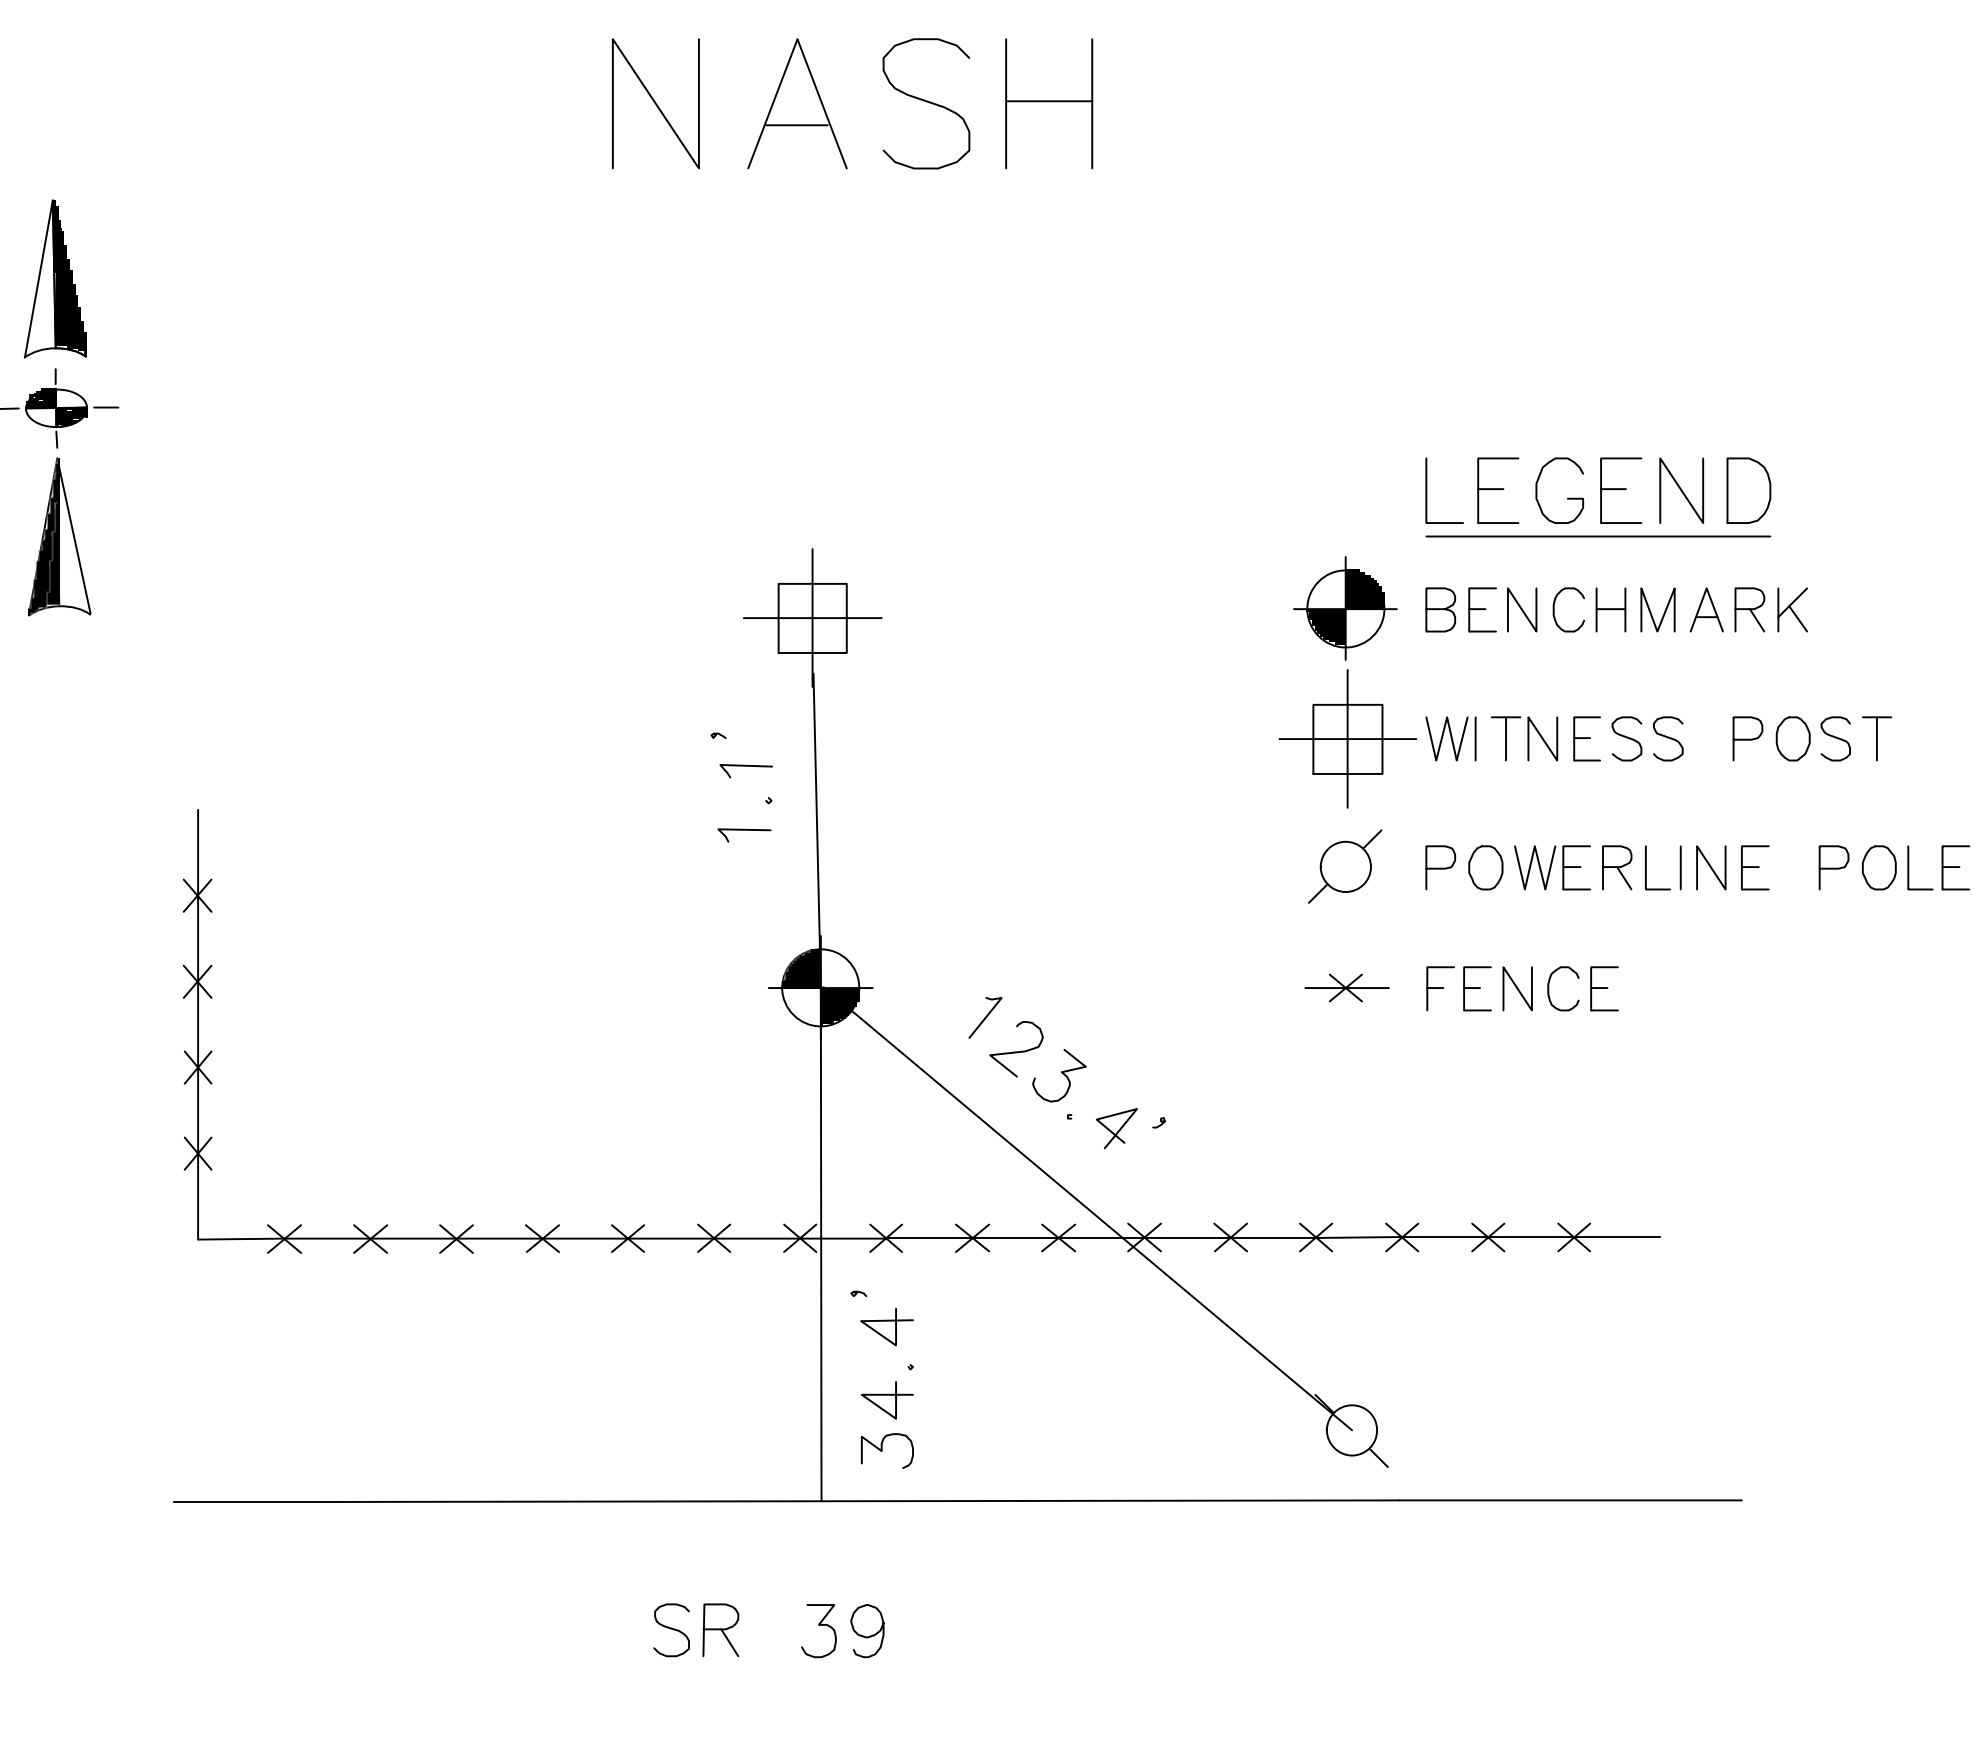 NASH
LEGEND
BENCHMARK
WITNESS POST
POWERLINE POLE
FENCE
1.1'
123.4'
34.4'
SR 39